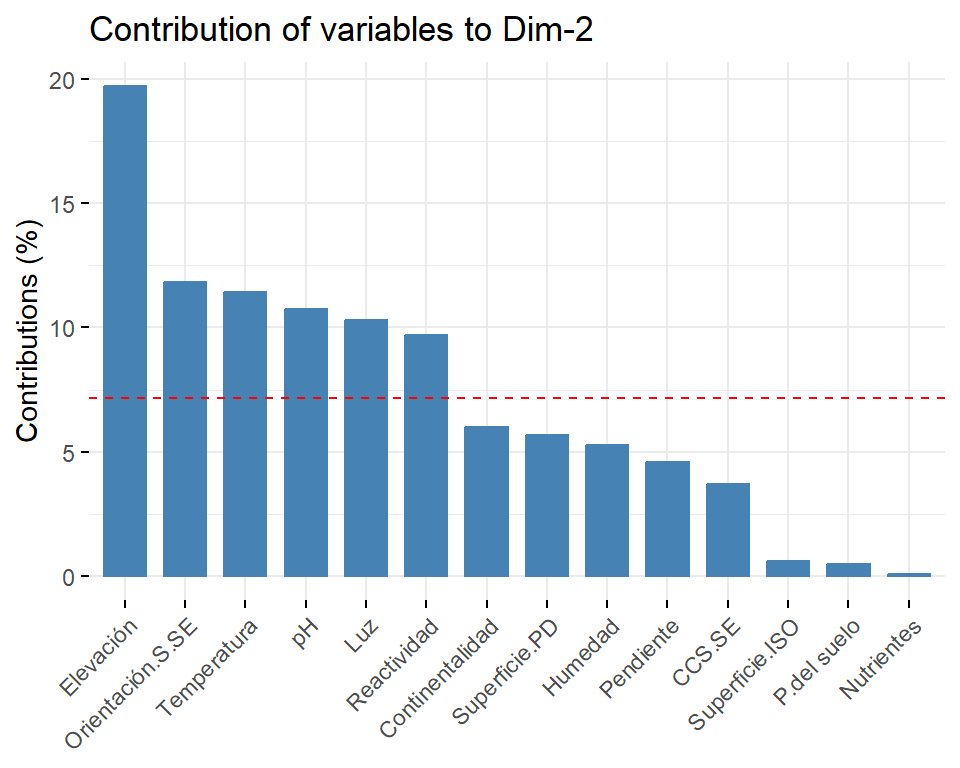 Contribution of variables to Dim-2
Contributions (%)
20
15
10
5
0
Elevación
Orientación.S.SE
Temperatura
pH
Luz
Reactividad
Continentalidad
Superficie.PD
Humedad
Pendiente
CCS.SE
Superficie.ISO
P.del suelo
Nutrientes